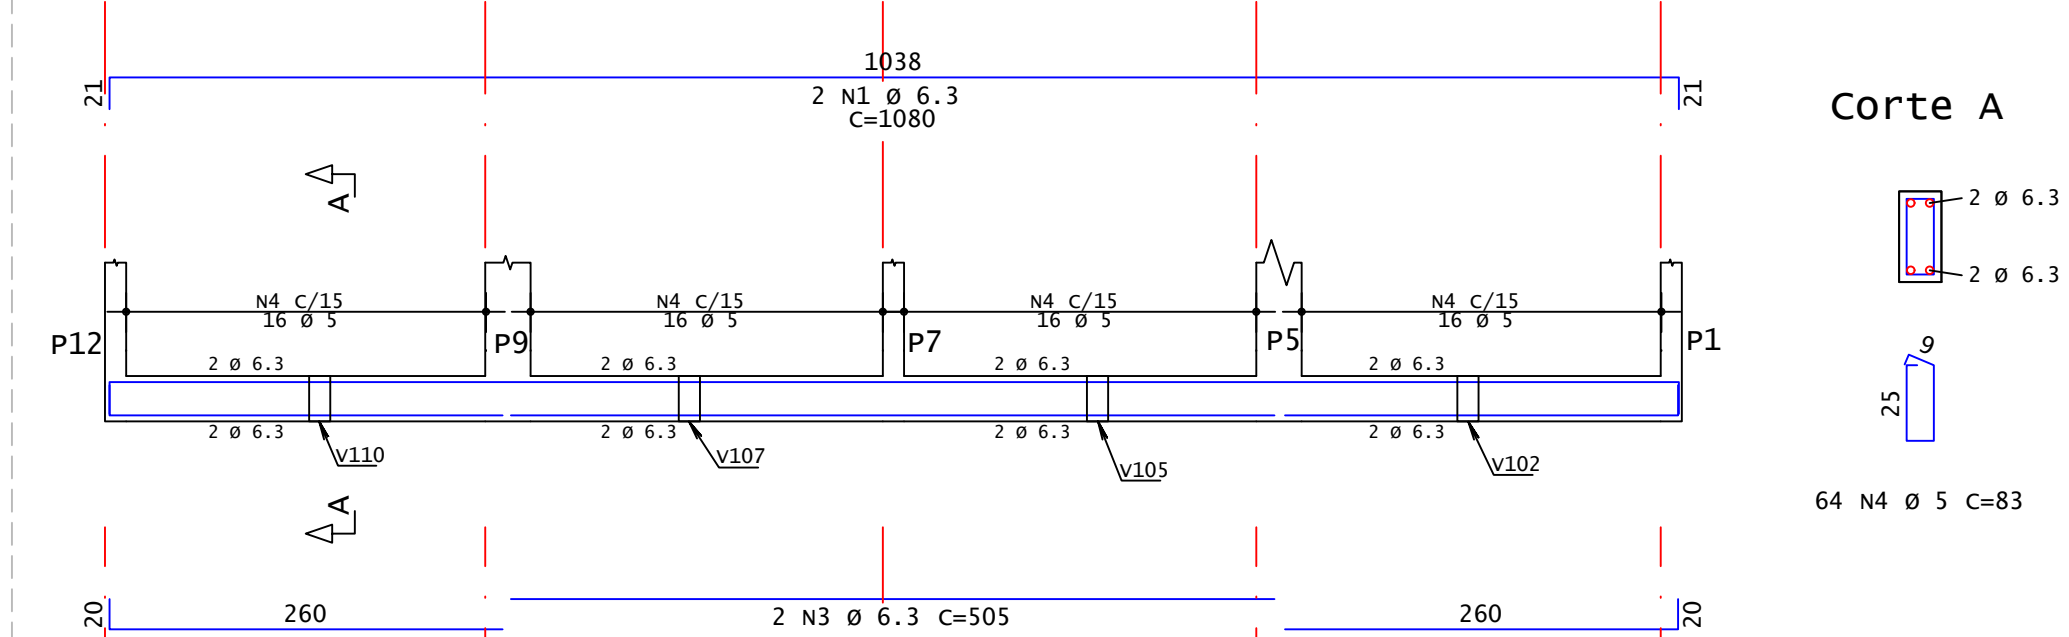 1038
21
2 N1 Ø 6.3
21
C=1080
Corte A
A
2 Ø 6.3
2 Ø 6.3
N4 C/15
16 Ø 5
N4 C/15
16 Ø 5
N4 C/15
16 Ø 5
N4 C/15
16 Ø 5
P12
P9
P7
P5
P1
2 Ø 6.3
2 Ø 6.3
2 Ø 6.3
2 Ø 6.3
9
25
2 Ø 6.3
2 Ø 6.3
2 Ø 6.3
2 Ø 6.3
V110
V107
V105
V102
A
64 N4 Ø 5 C=83
20
260
2 N3 Ø 6.3 C=505
260
20